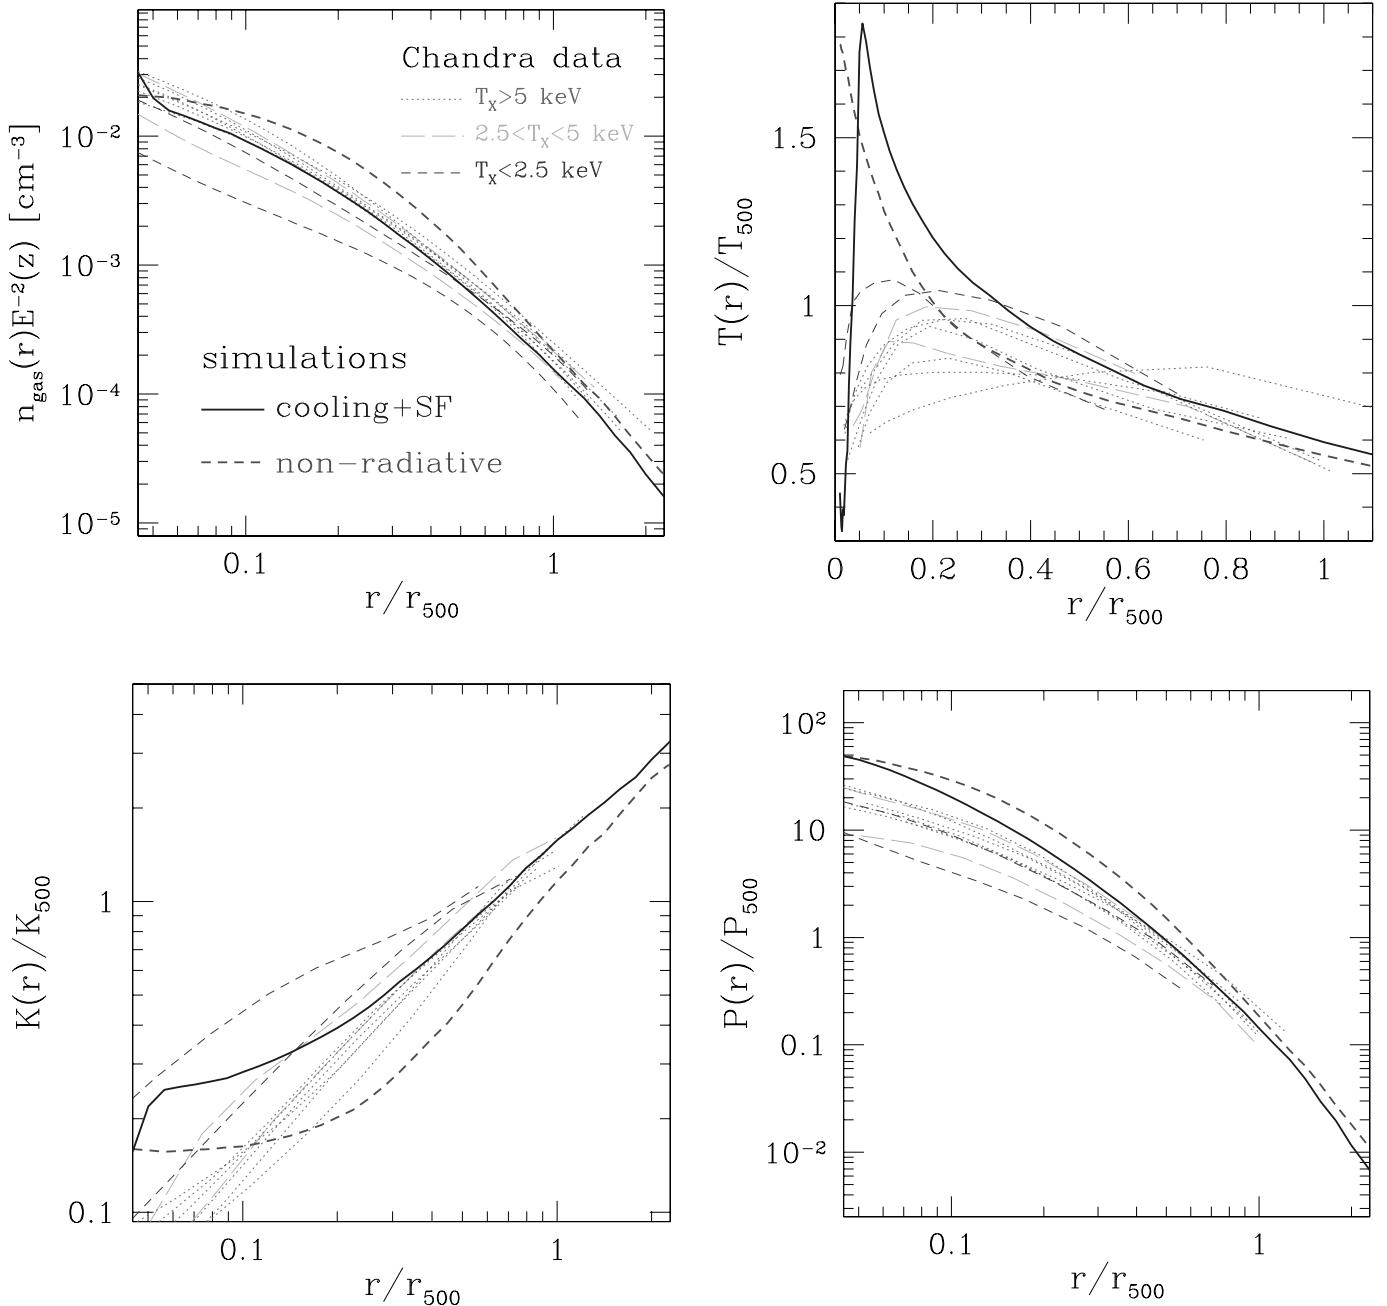 n_gas(r)E⁻²(z) [cm⁻³]
10⁻²
10⁻³
10⁻⁴
10⁻⁵
Chandra data
T_X>5 keV
2.5<T_X<5 keV
T_X<2.5 keV
simulations
cooling+SF
non-radiative
0.1 1
r/r_500
T(r)/T_500
1.5
1
0.5
0 0.2 0.4 0.6 0.8 1
r/r_500
K(r)/K_500
1
0.1
0.1 1
r/r_500
P(r)/P_500
10²
10
1
0.1
10⁻²
0.1 1
r/r_500